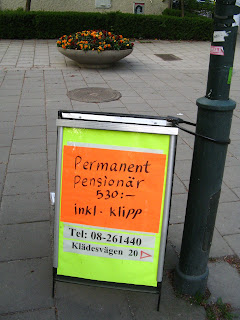 Permanent
Pensionär
530:-
inkl. klipp
Tel: 08-261440
Klädesvägen 20